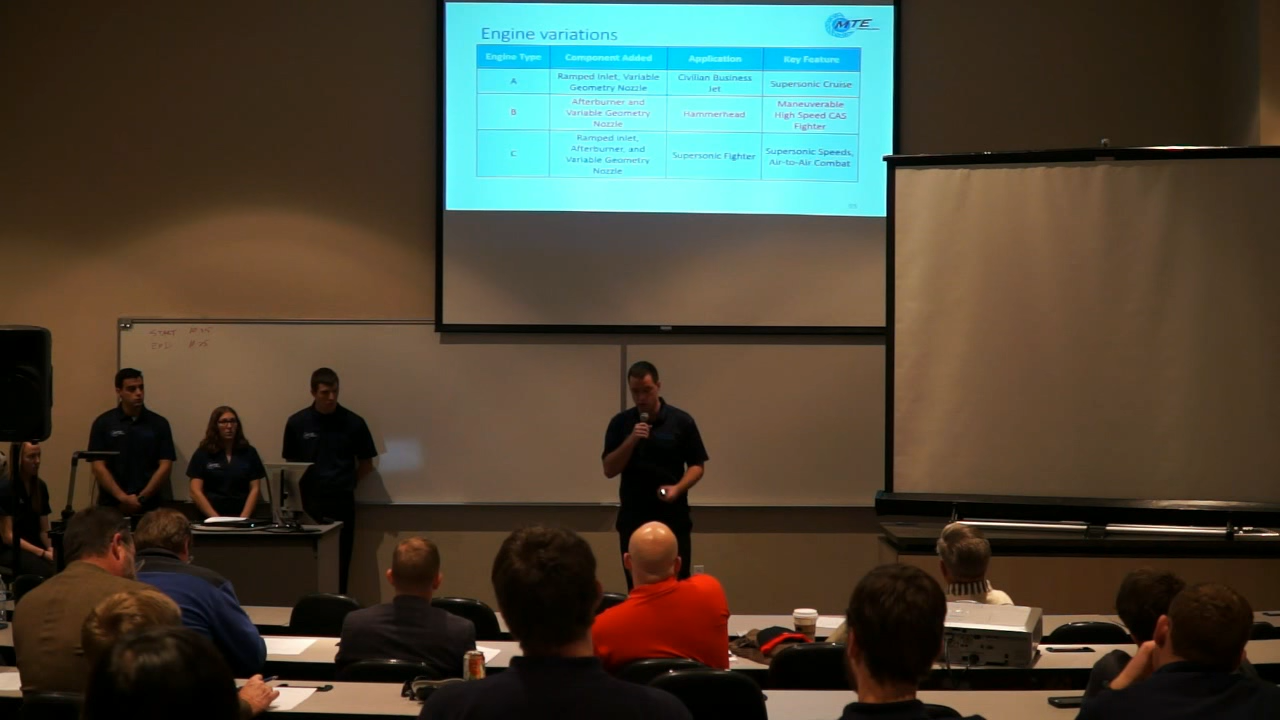 MTE
Engine variations
Engine Type Component Added Application Key Feature
A Ramped Inlet, Variable Geometry Nozzle Civilian Business Jet Supersonic Cruise
B Afterburner and Variable Geometry Nozzle Hammerhead Maneuverable High Speed CAS Fighter
C Ramped Inlet, Afterburner, and Variable Geometry Nozzle Supersonic Fighter Supersonic Speeds, Air-to-Air Combat
START
END